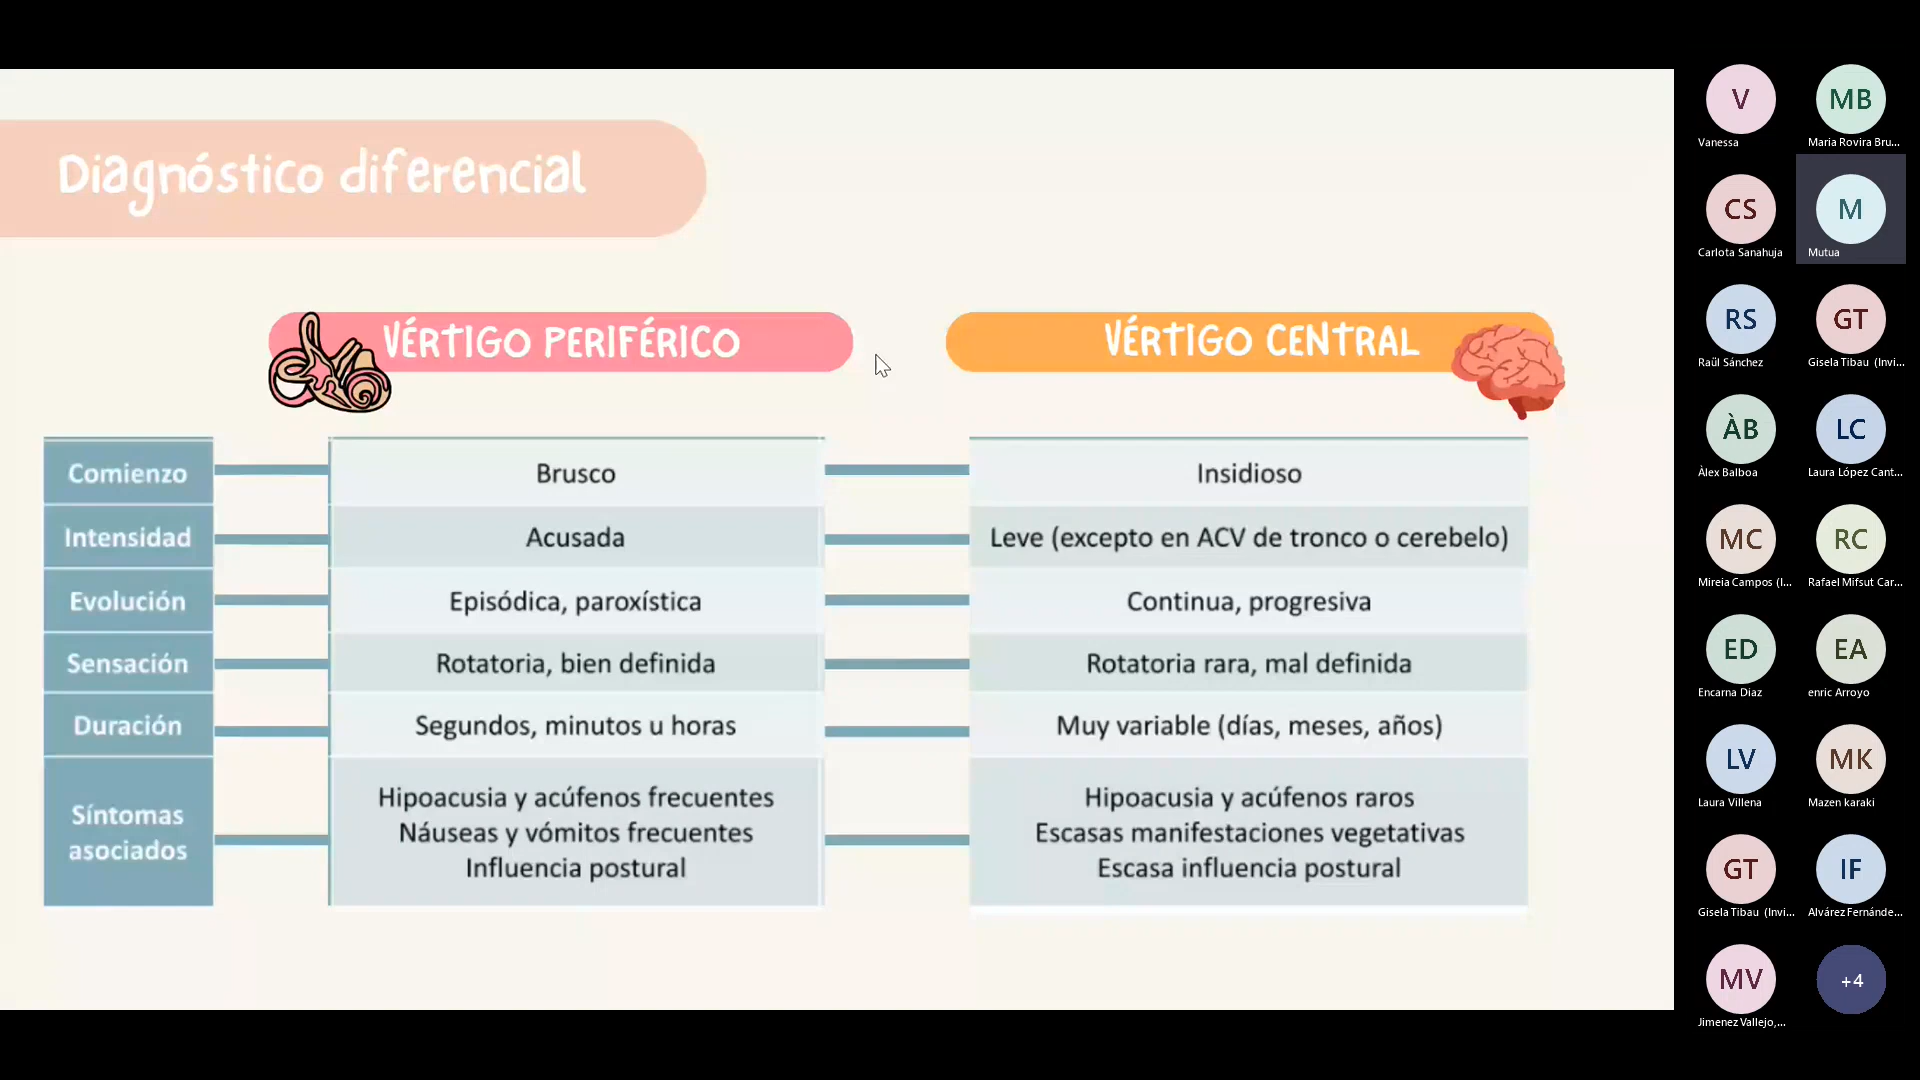 Diagnóstico diferencial
VÉRTIGO PERIFÉRICO
VÉRTIGO CENTRAL
Comienzo
Brusco
Insidioso
Intensidad
Acusada
Leve (excepto en ACV de tronco o cerebelo)
Evolución
Episódica, paroxística
Continua, progresiva
Sensación
Rotatoria, bien definida
Rotatoria rara, mal definida
Duración
Segundos, minutos u horas
Muy variable (días, meses, años)
Síntomas
asociados
Hipoacusia y acúfenos frecuentes
Náuseas y vómitos frecuentes
Influencia postural
Hipoacusia y acúfenos raros
Escasas manifestaciones vegetativas
Escasa influencia postural
V
Vanessa
MB
Maria Rovira Bru...
CS
Carlota Sanahuja
M
Mutua
RS
Raül Sánchez
GT
Gisela Tibau (Invi...
ÀB
Àlex Balboa
LC
Laura López Cant...
MC
Mireia Campos (I...
RC
Rafael Mifsut Car...
ED
Encarna Diaz
EA
enric Arroyo
LV
Laura Villena
MK
Mazen karaki
GT
Gisela Tibau (Invi...
IF
Alvárez Fernánde...
MV
Jimenez Vallejo,...
+4